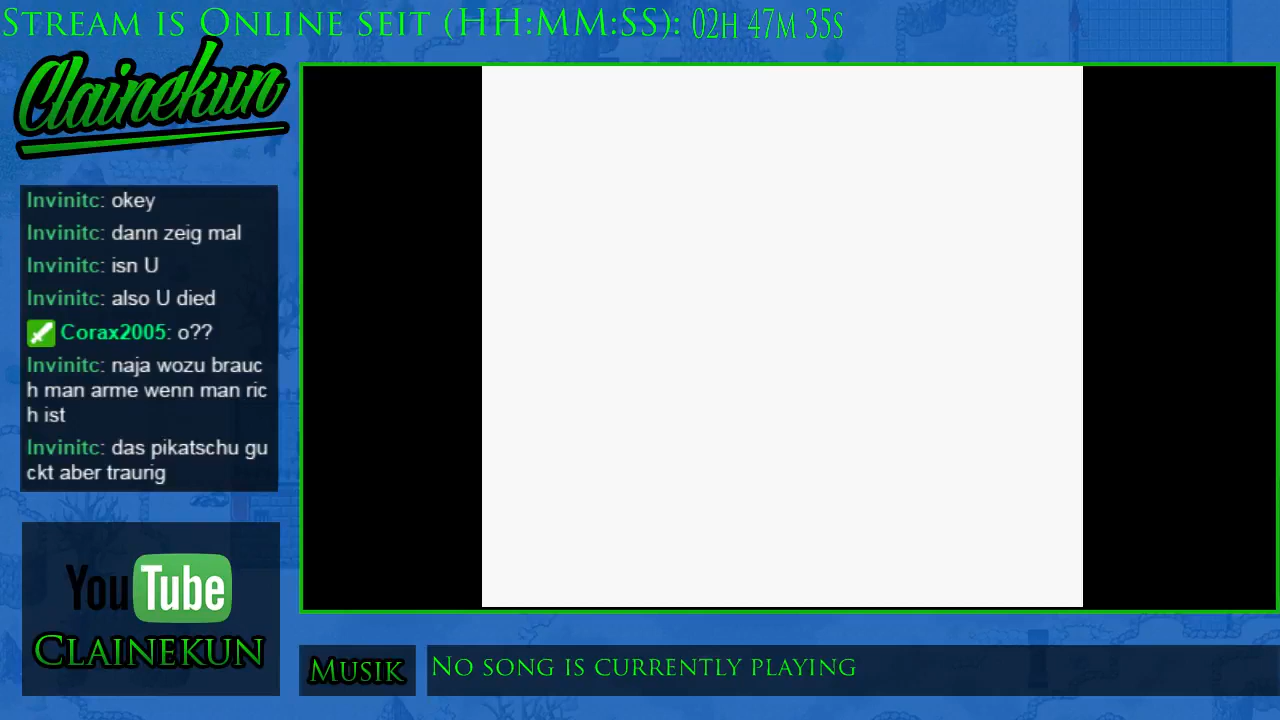 Stream is Online seit (HH:MM:SS): 02h 47m 35s
Clainekun
Invinitc: okey
Invinitc: dann zeig mal
Invinitc: isn U
Invinitc: also U died
Corax2005: o??
Invinitc: naja wozu brauc
h man arme wenn man ric
h ist
Invinitc: das pikatschu gu
ckt aber traurig
YouTube
Clainekun
Musik
No song is currently playing